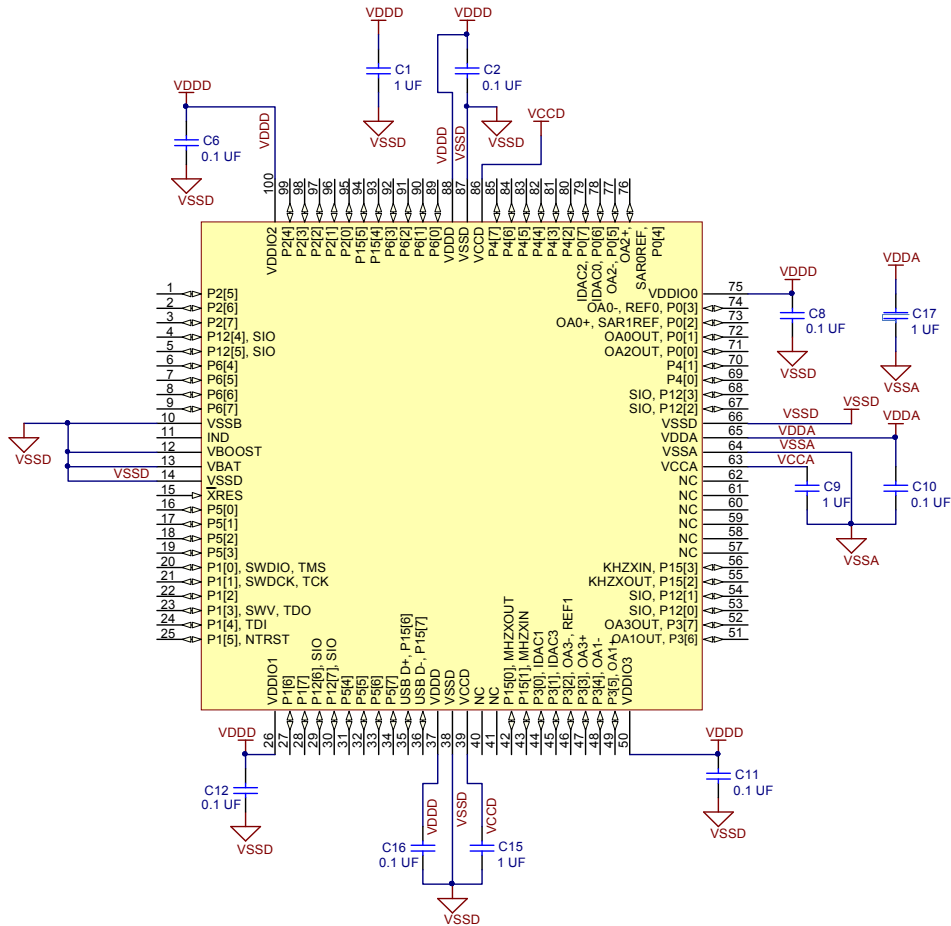 VDDD
VDDD
C1
1 UF
VSSD
C2
0.1 UF
VSSD
VDDD
VSSD
VCCD
VDDD
C6
0.1 UF
VSSD
VDDD
100 VDDIO2
99 P2[4]
98 P2[3]
97 P2[2]
96 P2[1]
95 P2[0]
94 P15[5]
93 P15[4]
92 P6[3]
91 P6[2]
90 P6[1]
89 P6[0]
88 VDDD
87 VSSD
86 VCCD
85 P4[7]
84 P4[6]
83 P4[5]
82 P4[4]
81 P4[3]
80 P4[2]
79 IDAC2, P0[7]
78 IDAC0, P0[6]
77 OA2-, P0[5]
76 OA2+, SAR0REF, P0[4]
1 P2[5]
2 P2[6]
3 P2[7]
4 P12[4], SIO
5 P12[5], SIO
6 P6[4]
7 P6[5]
8 P6[6]
9 P6[7]
10 VSSB
11 IND
12 VBOOST
13 VBAT
VSSD 14 VSSD
15 XRES
16 P5[0]
17 P5[1]
18 P5[2]
19 P5[3]
20 P1[0], SWDIO, TMS
21 P1[1], SWDCK, TCK
22 P1[2]
23 P1[3], SWV, TDO
24 P1[4], TDI
25 P1[5], NTRST
VSSD
VDDIO0 75
OA0-, REF0, P0[3] 74
OA0+, SAR1REF, P0[2] 73
OA0OUT, P0[1] 72
OA2OUT, P0[0] 71
P4[1] 70
P4[0] 69
SIO, P12[3] 68
SIO, P12[2] 67
VSSD 66 VSSD
VDDA 65 VDDA
VSSA 64 VSSA
VCCA 63 VCCA
NC 62
NC 61
NC 60
NC 59
NC 58
NC 57
KHZXIN, P15[3] 56
KHZXOUT, P15[2] 55
SIO, P12[1] 54
SIO, P12[0] 53
OA3OUT, P3[7] 52
OA1OUT, P3[6] 51
VDDD
C8
0.1 UF
VSSD
VDDA
C17
1 UF
VSSA
VSSD
VDDA
C9
1 UF
C10
0.1 UF
VSSA
26 VDDIO1
27 P1[6]
28 P1[7]
29 P12[6], SIO
30 P12[7], SIO
31 P5[4]
32 P5[5]
33 P5[6]
34 P5[7]
35 USB D+, P15[6]
36 USB D-, P15[7]
37 VDDD
38 VSSD
39 VCCD
40 NC
41 NC
42 P15[0], MHZXOUT
43 P15[1], MHZXIN
44 P3[0], IDAC1
45 P3[1], IDAC3
46 P3[2], OA3-, REF1
47 P3[3], OA3+
48 P3[4], OA1-
49 P3[5], OA1+
50 VDDIO3
VDDD
C12
0.1 UF
VSSD
VDDD
VSSD
VCCD
C16
0.1 UF
C15
1 UF
VSSD
VDDD
C11
0.1 UF
VSSD